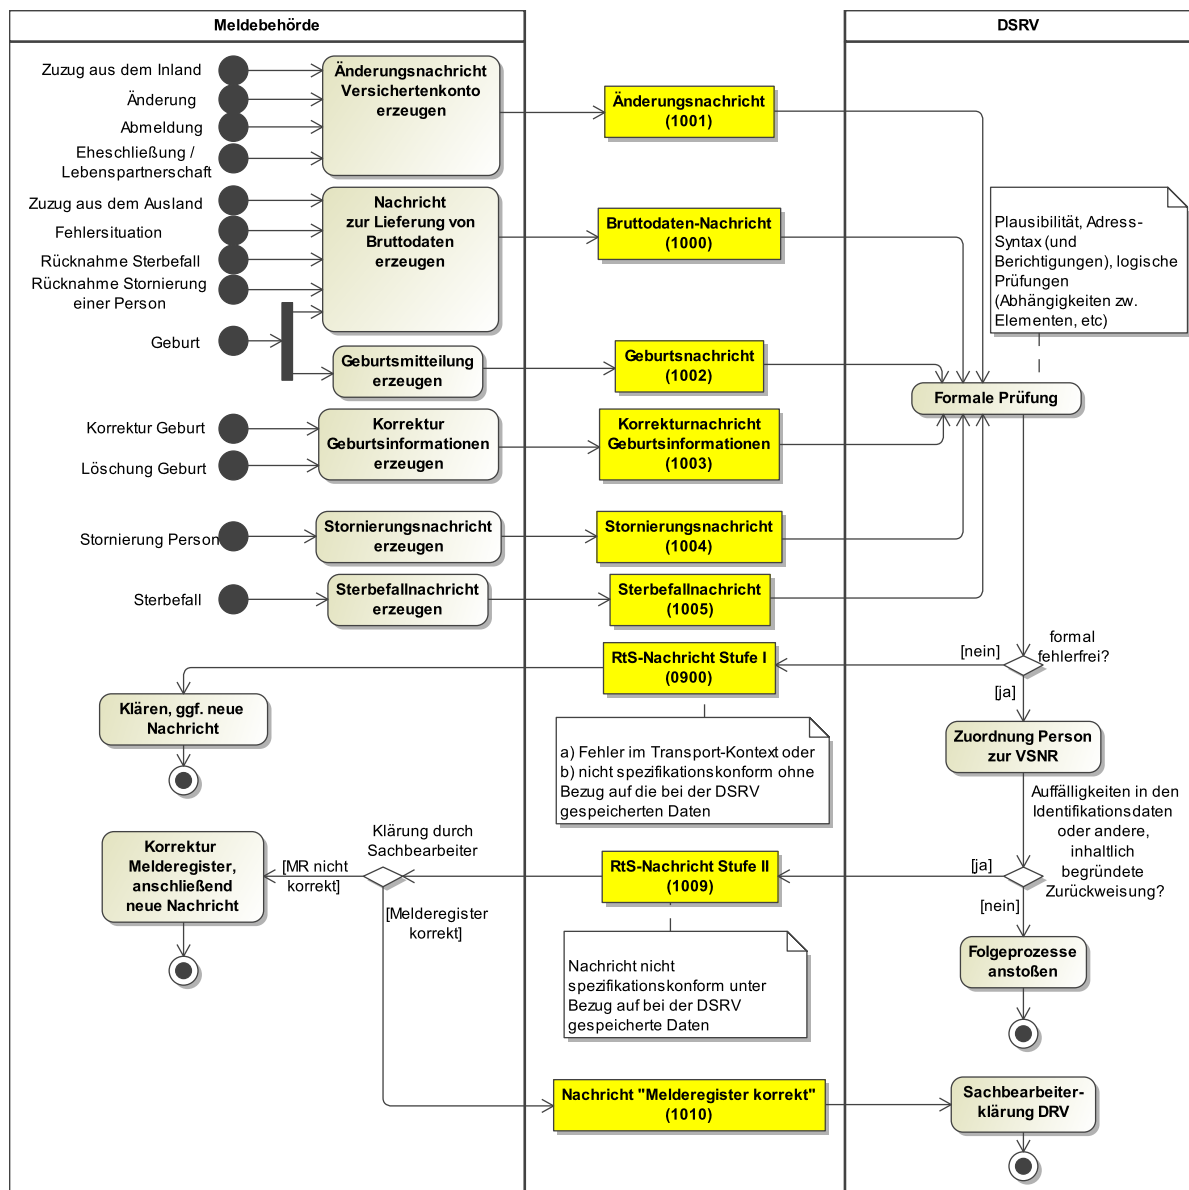 Meldebehörde
DSRV
Zuzug aus dem Inland
Änderung
Abmeldung
Eheschließung /
Lebenspartnerschaft
Änderungsnachricht
Versichertenkonto
erzeugen
Änderungsnachricht
(1001)
Zuzug aus dem Ausland
Fehlersituation
Rücknahme Sterbefall
Rücknahme Stornierung
einer Person
Nachricht
zur Lieferung von
Bruttodaten
erzeugen
Bruttodaten-Nachricht
(1000)
Plausibilität, Adress-
Syntax (und
Berichtigungen), logische
Prüfungen
(Abhängigkeiten zw.
Elementen, etc)
Geburt
Geburtsmitteilung
erzeugen
Geburtsnachricht
(1002)
Formale Prüfung
Korrektur Geburt
Löschung Geburt
Korrektur
Geburtsinformationen
erzeugen
Korrekturnachricht
Geburtsinformationen
(1003)
Stornierung Person
Stornierungsnachricht
erzeugen
Stornierungsnachricht
(1004)
Sterbefall
Sterbefallnachricht
erzeugen
Sterbefallnachricht
(1005)
RtS-Nachricht Stufe I
(0900)
[nein]
formal
fehlerfrei?
[ja]
Klären, ggf. neue
Nachricht
a) Fehler im Transport-Kontext oder
b) nicht spezifikationskonform ohne
Bezug auf die bei der DSRV
gespeicherten Daten
Zuordnung Person
zur VSNR
Auffälligkeiten in den
Identifikationsdaten
oder andere,
inhaltlich
begründete
Zurückweisung?
Korrektur
Melderegister,
anschließend
neue Nachricht
Klärung durch
Sachbearbeiter
[MR nicht
korrekt]
[Melderegister
korrekt]
RtS-Nachricht Stufe II
(1009)
[ja]
[nein]
Nachricht nicht
spezifikationskonform unter
Bezug auf bei der DSRV
gespeicherte Daten
Folgeprozesse
anstoßen
Nachricht "Melderegister korrekt"
(1010)
Sachbearbeiter-
klärung DRV